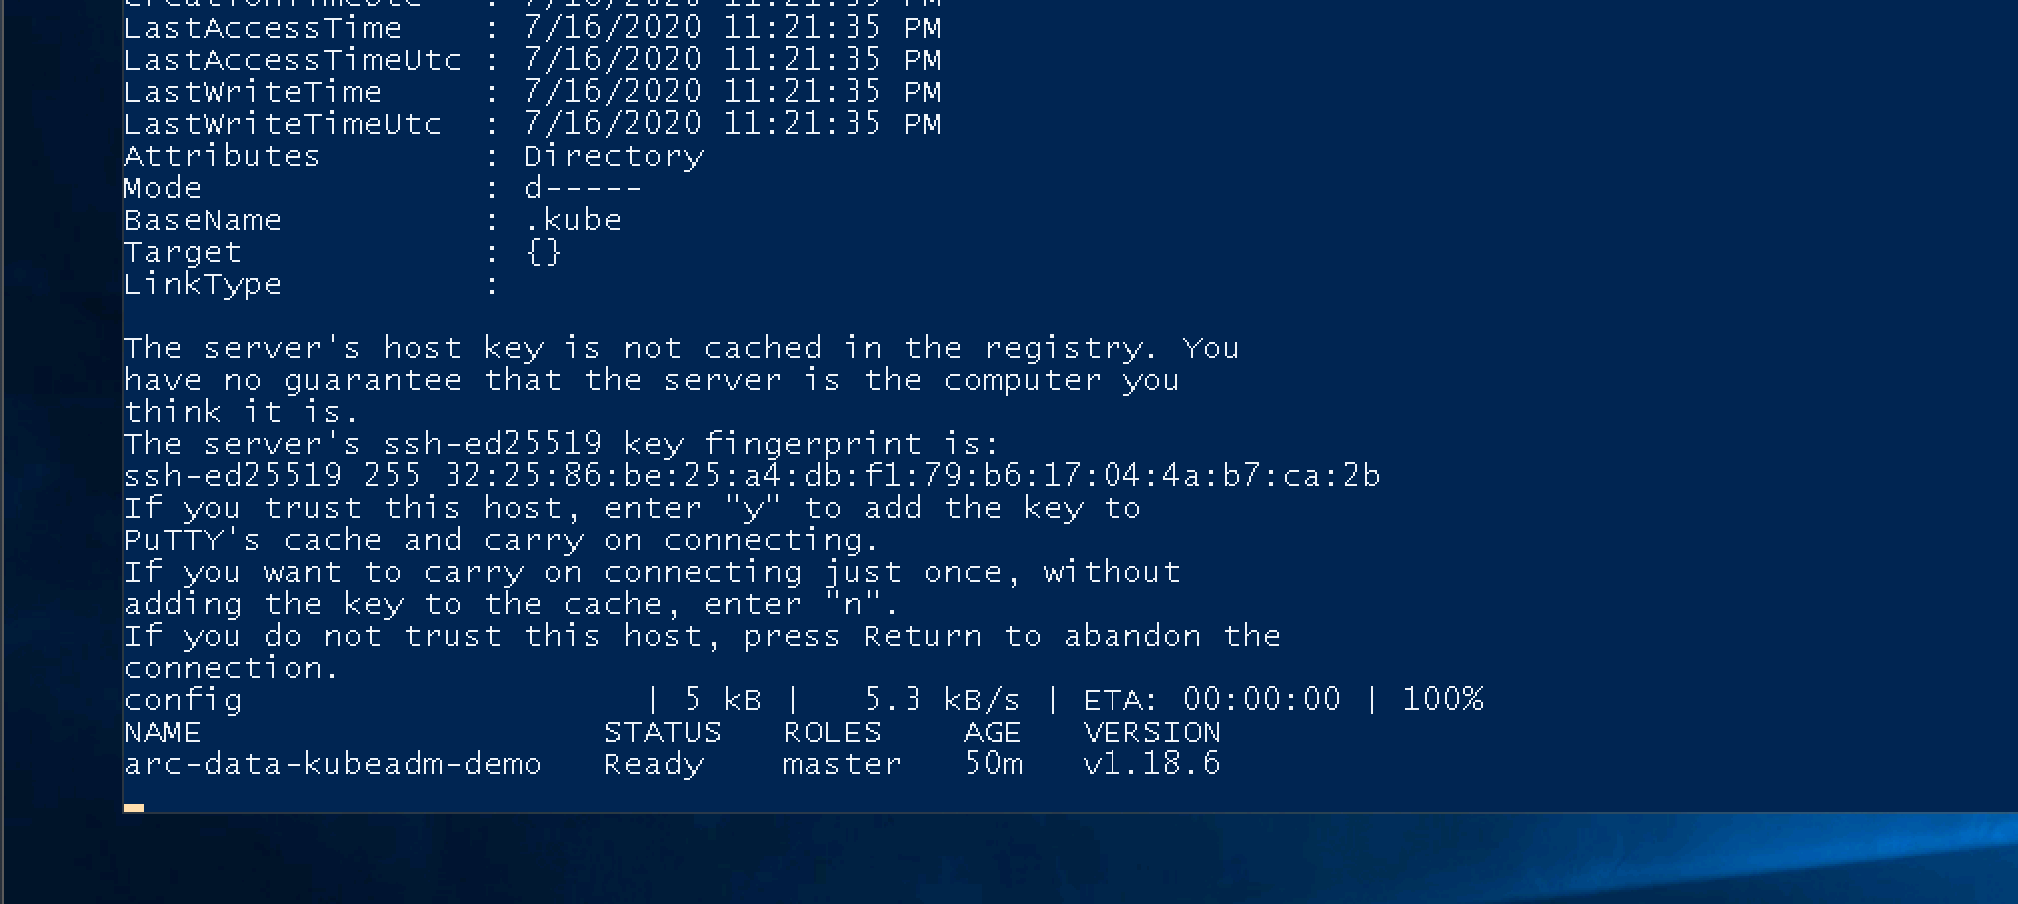 CreationTimeUtc : 7/16/2020 11:21:35 PM
LastAccessTime : 7/16/2020 11:21:35 PM
LastAccessTimeUtc : 7/16/2020 11:21:35 PM
LastWriteTime : 7/16/2020 11:21:35 PM
LastWriteTimeUtc : 7/16/2020 11:21:35 PM
Attributes : Directory
Mode : d-----
BaseName : .kube
Target : {}
LinkType :
The server's host key is not cached in the registry. You
have no guarantee that the server is the computer you
think it is.
The server's ssh-ed25519 key fingerprint is:
ssh-ed25519 255 32:25:86:be:25:a4:db:f1:79:b6:17:04:4a:b7:ca:2b
If you trust this host, enter "y" to add the key to
PuTTY's cache and carry on connecting.
If you want to carry on connecting just once, without
adding the key to the cache, enter "n".
If you do not trust this host, press Return to abandon the
connection.
config | 5 kB | 5.3 kB/s | ETA: 00:00:00 | 100%
NAME STATUS ROLES AGE VERSION
arc-data-kubeadm-demo Ready master 50m v1.18.6